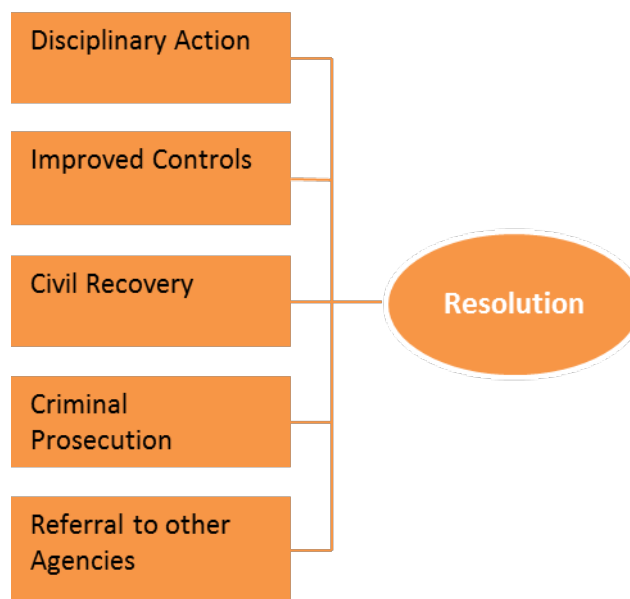 Disciplinary Action
Improved Controls
Civil Recovery
Resolution
Criminal
Prosecution
Referral to other
Agencies